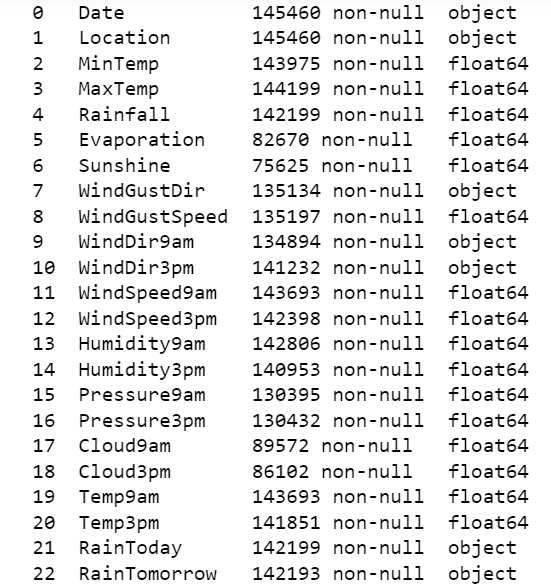 0 Date 145460 non-null object
1 Location 145460 non-null object
2 MinTemp 143975 non-null float64
3 MaxTemp 144199 non-null float64
4 Rainfall 142199 non-null float64
5 Evaporation 82670 non-null float64
6 Sunshine 75625 non-null float64
7 WindGustDir 135134 non-null object
8 WindGustSpeed 135197 non-null float64
9 WindDir9am 134894 non-null object
10 WindDir3pm 141232 non-null object
11 WindSpeed9am 143693 non-null float64
12 WindSpeed3pm 142398 non-null float64
13 Humidity9am 142806 non-null float64
14 Humidity3pm 140953 non-null float64
15 Pressure9am 130395 non-null float64
16 Pressure3pm 130432 non-null float64
17 Cloud9am 89572 non-null float64
18 Cloud3pm 86102 non-null float64
19 Temp9am 143693 non-null float64
20 Temp3pm 141851 non-null float64
21 RainToday 142199 non-null object
22 RainTomorrow 142193 non-null object